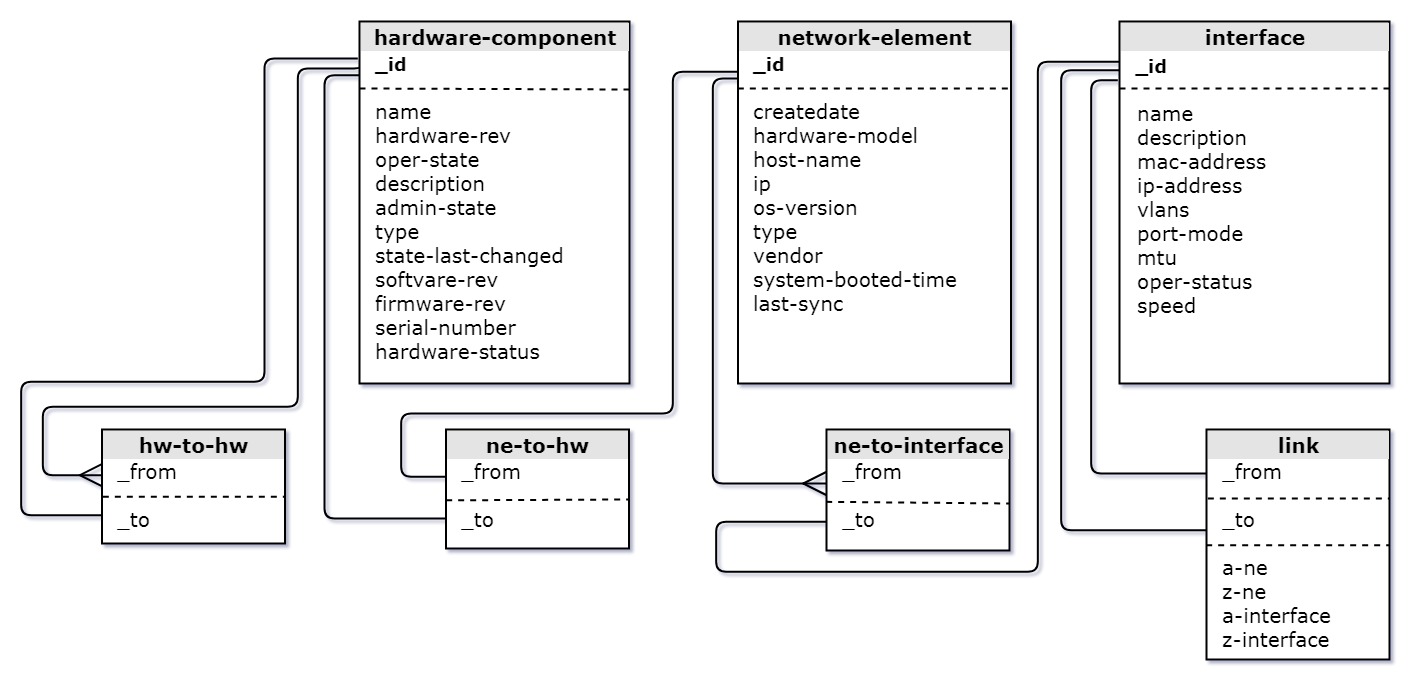 hardware-component
_id
name
hardware-rev
oper-state
description
admin-state
type
state-last-changed
softvare-rev
firmware-rev
serial-number
hardware-status
network-element
_id
createdate
hardware-model
host-name
ip
os-version
type
vendor
system-booted-time
last-sync
interface
_id
name
description
mac-address
ip-address
vlans
port-mode
mtu
oper-status
speed
hw-to-hw
_from
_to
ne-to-hw
_from
_to
ne-to-interface
_from
_to
link
_from
_to
a-ne
z-ne
a-interface
z-interface